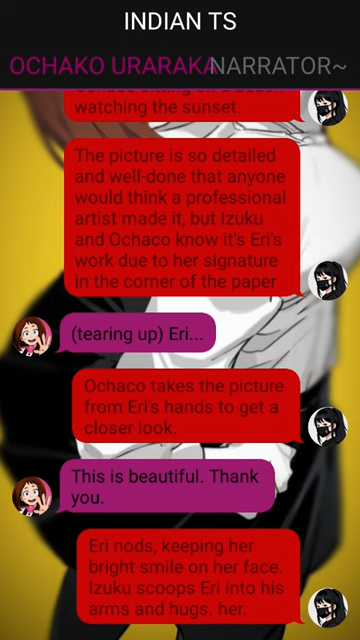 INDIAN TS
OCHAKO URARAKA NARRATOR~
watching the sunset.
The picture is so detailed
and well-done that anyone
would think a professional
artist made it, but Izuku
and Ochaco know it's Eri's
work due to her signature
in the corner of the paper
(tearing up) Eri...
Ochaco takes the picture
from Eri's hands to get a
closer look.
This is beautiful. Thank
you.
Eri nods, keeping her
bright smile on her face.
Izuku scoops Eri into his
arms and hugs. her.